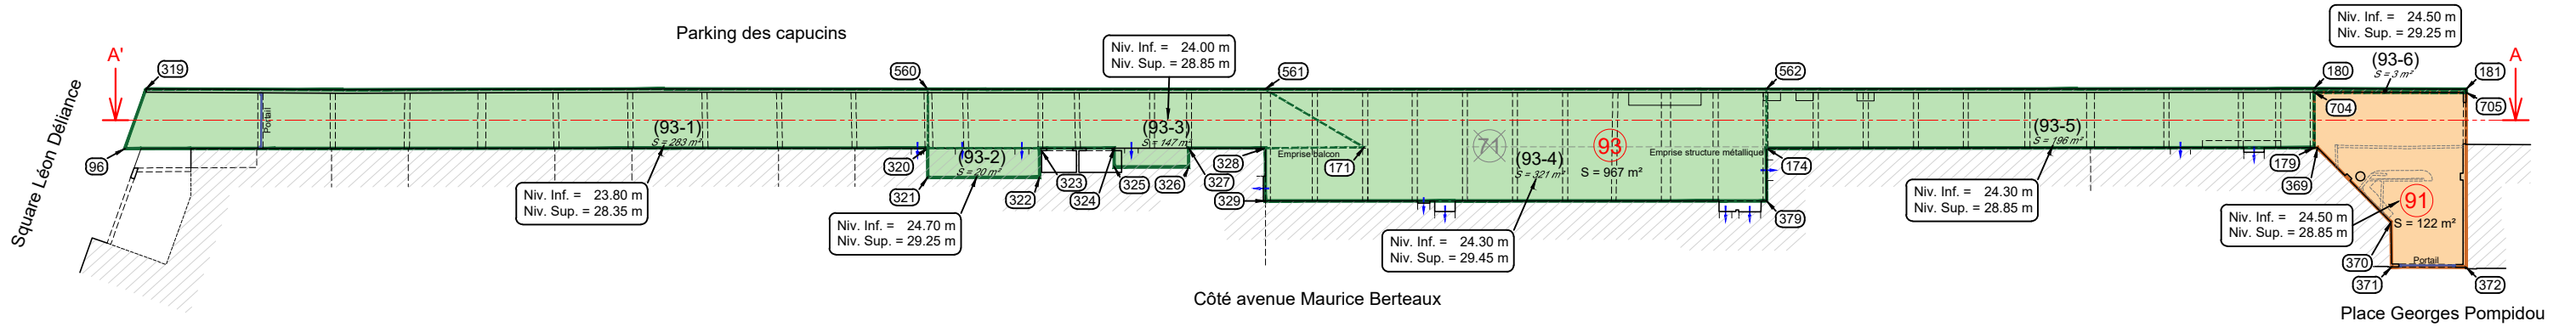 Niv. Inf. = 24.50 m
Niv. Sup. = 29.25 m
Parking des capucins
Niv. Inf. = 24.00 m
Niv. Sup. = 28.85 m
A'
A
(93-6)
S = 3 m²
319
560
561
562
180
181
704
705
Portail
(93-1)
S = 283 m²
(93-3)
S = 147 m²
(93-2)
S = 20 m²
Emprise balcon
71
(93-4)
S = 321 m²
93
S = 967 m²
Emprise structure métallique
(93-5)
S = 196 m²
Square Léon Déliance
96
320
321
322
323
324
325
326
327
328
329
171
174
179
369
379
Niv. Inf. = 23.80 m
Niv. Sup. = 28.35 m
Niv. Inf. = 24.70 m
Niv. Sup. = 29.25 m
Niv. Inf. = 24.30 m
Niv. Sup. = 29.45 m
Niv. Inf. = 24.30 m
Niv. Sup. = 28.85 m
Niv. Inf. = 24.50 m
Niv. Sup. = 28.85 m
91
S = 122 m²
370
Portail
371
372
Côté avenue Maurice Berteaux
Place Georges Pompidou